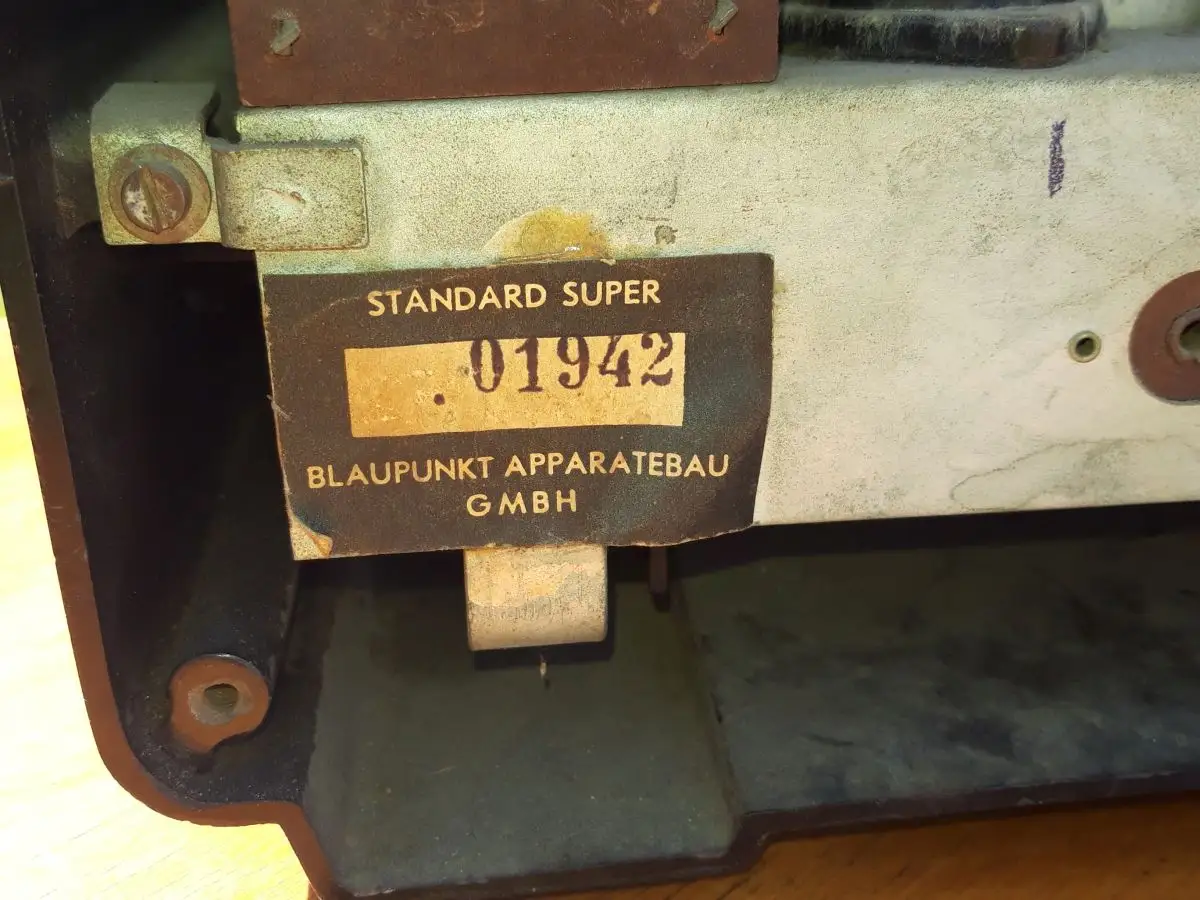 STANDARD SUPER
.01942
BLAUPUNKT APPARATEBAU
GMBH